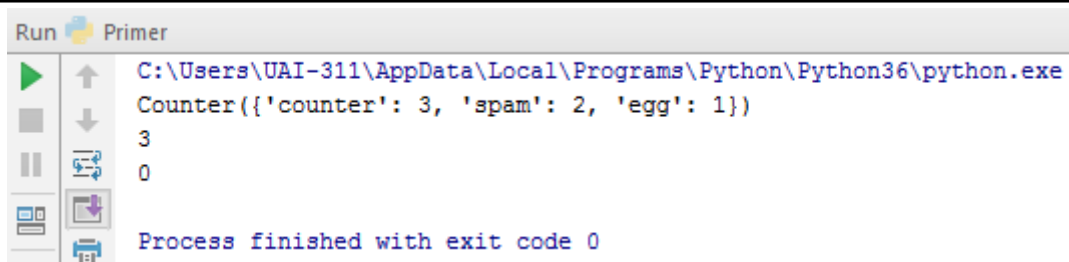 Run Primer
C:\Users\UAI-311\AppData\Local\Programs\Python\Python36\python.exe
Counter({'counter': 3, 'spam': 2, 'egg': 1})
3
0
Process finished with exit code 0